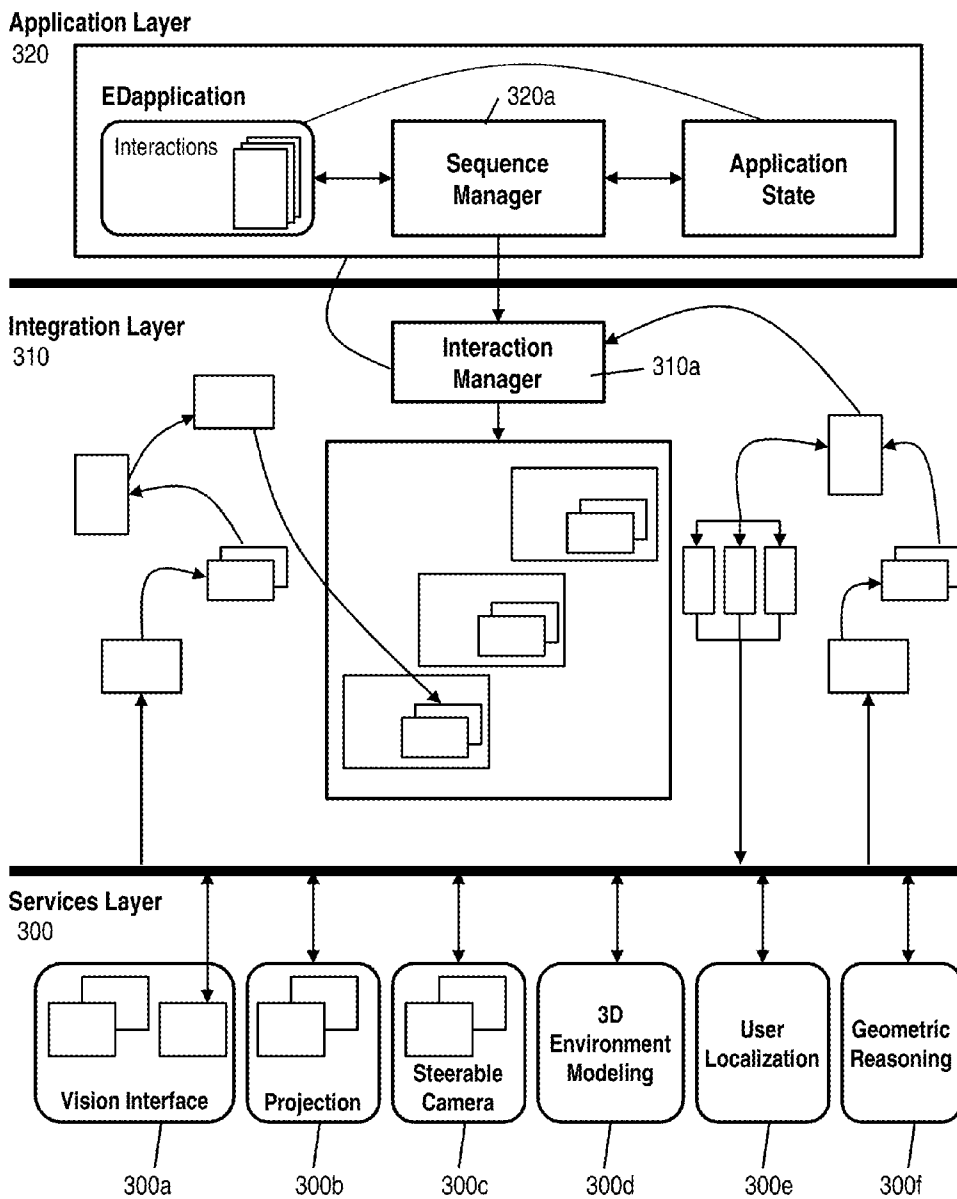 Application Layer
320
EDapplication
320a
Interactions
Sequence
Manager
Application
State
Integration Layer
310
Interaction
Manager
310a
Services Layer
300
Vision Interface
Projection
Steerable
Camera
3D
Environment
Modeling
User
Localization
Geometric
Reasoning
300a
300b
300c
300d
300e
300f